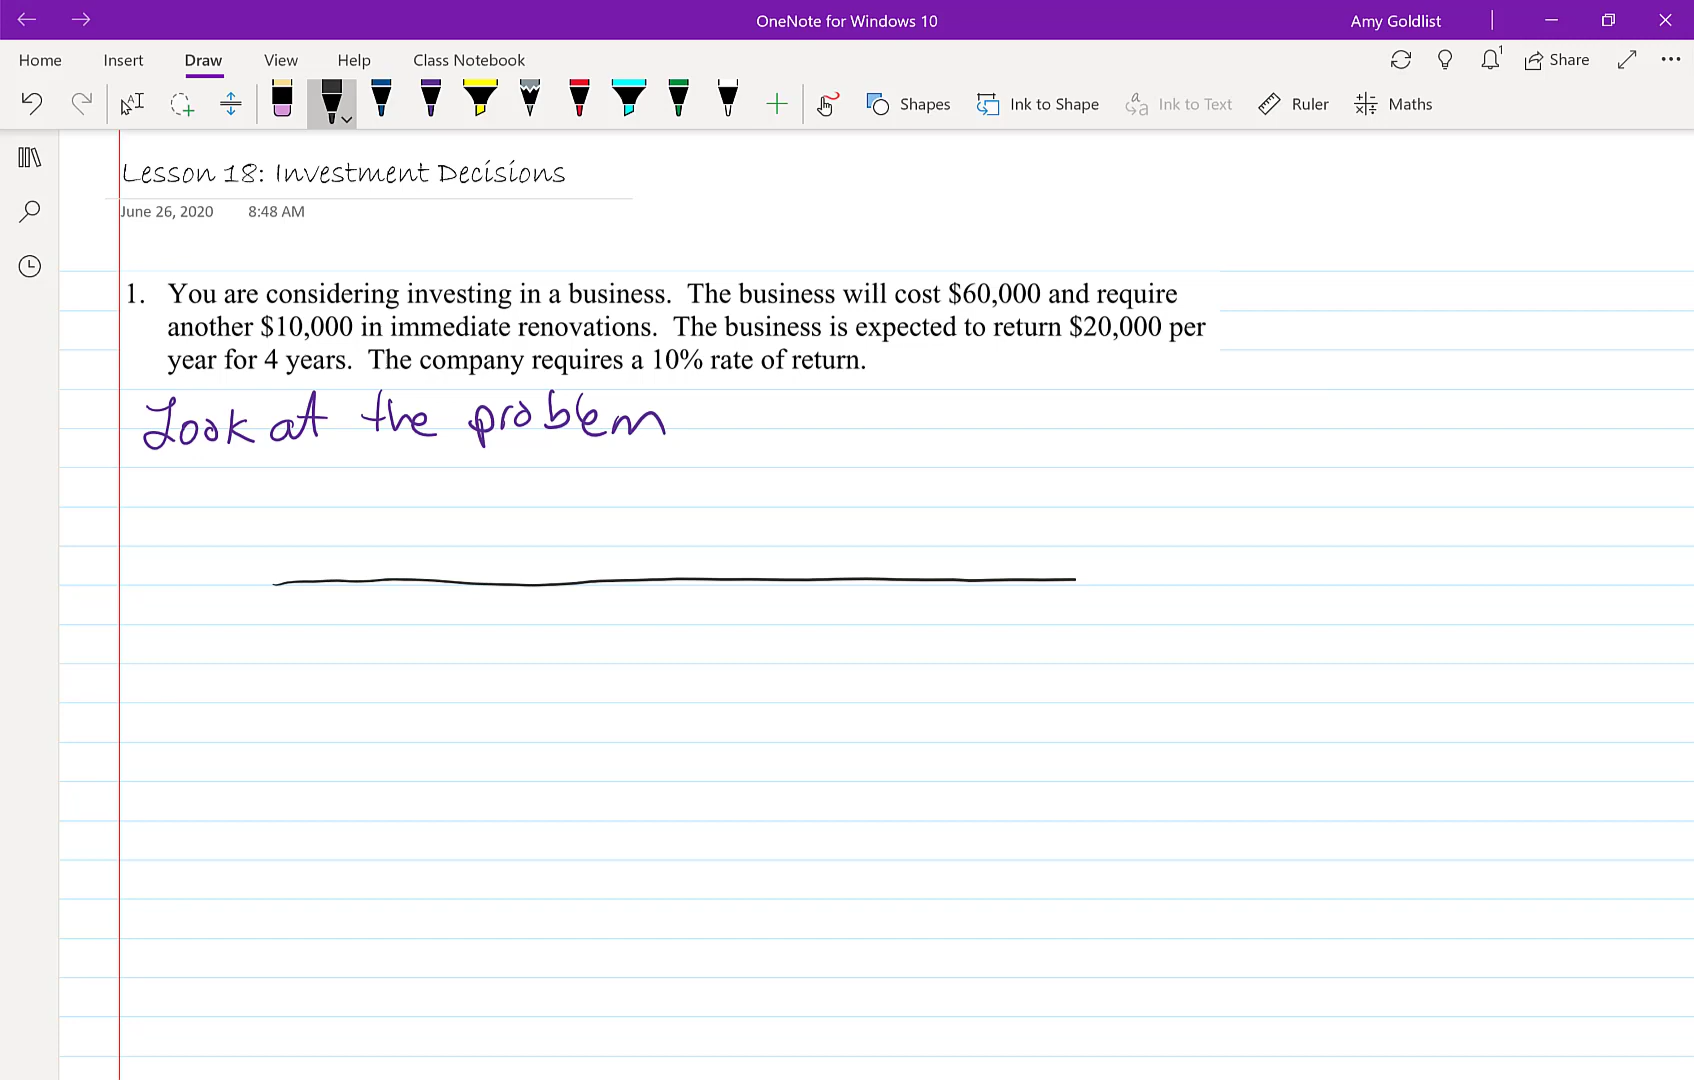 OneNote for Windows 10
Amy Goldlist
Home Insert Draw View Help Class Notebook
1 Share
Shapes Ink to Shape Ink to Text Ruler Maths
Lesson 18: Investment Decisions
June 26, 2020 8:48 AM
1. You are considering investing in a business. The business will cost $60,000 and require
another $10,000 in immediate renovations. The business is expected to return $20,000 per
year for 4 years. The company requires a 10% rate of return.
Look at the problem